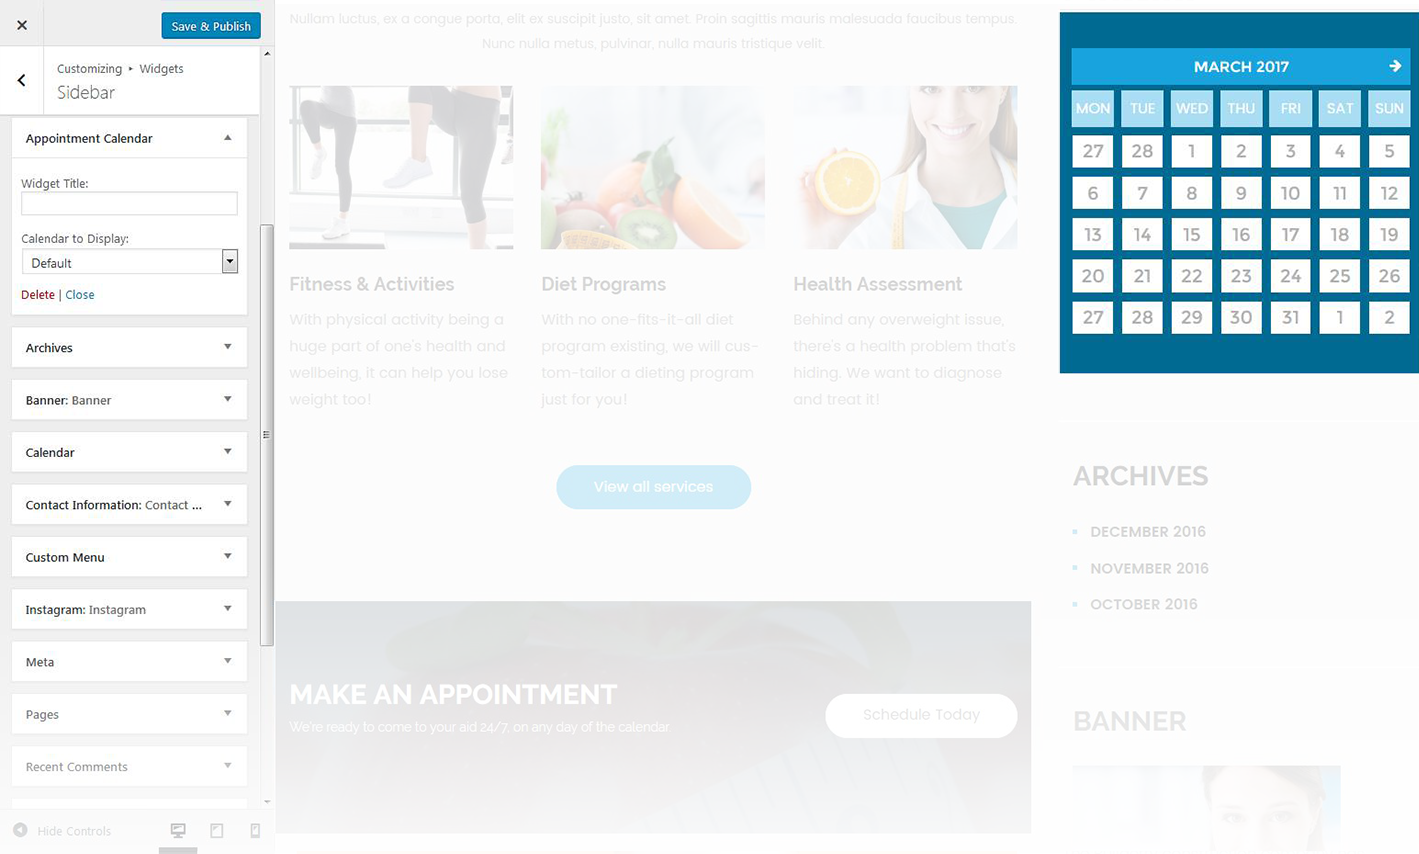 Save & Publish
Customizing ▸ Widgets
Sidebar
Appointment Calendar
Widget Title:
Calendar to Display:
Default
Delete | Close
Archives
Banner: Banner
Calendar
Contact Information: Contact ...
Custom Menu
Instagram: Instagram
Meta
Pages
Recent Comments
Hide Controls
Nullam luctus, ex a congue porta, elit ex suscipit justo, sit amet. Proin sagittis mauris malesuada faucibus tempus.
Nunc nulla metus, pulvinar, nulla mauris tristique velit.
Fitness & Activities
With physical activity being a
huge part of one's health and
wellbeing, it can help you lose
weight too!
Diet Programs
With no one-fits-it-all diet
program existing, we will cus-
tom-tailor a dieting program
just for you!
Health Assessment
Behind any overweight issue,
there's a health problem that's
hiding. We want to diagnose
and treat it!
View all services
MAKE AN APPOINTMENT
We're ready to come to your aid 24/7, on any day of the calendar
Schedule Today
MARCH 2017
MON TUE WED THU FRI SAT SUN
27 28 1 2 3 4 5
6 7 8 9 10 11 12
13 14 15 16 17 18 19
20 21 22 23 24 25 26
27 28 29 30 31 1 2
ARCHIVES
DECEMBER 2016
NOVEMBER 2016
OCTOBER 2016
BANNER